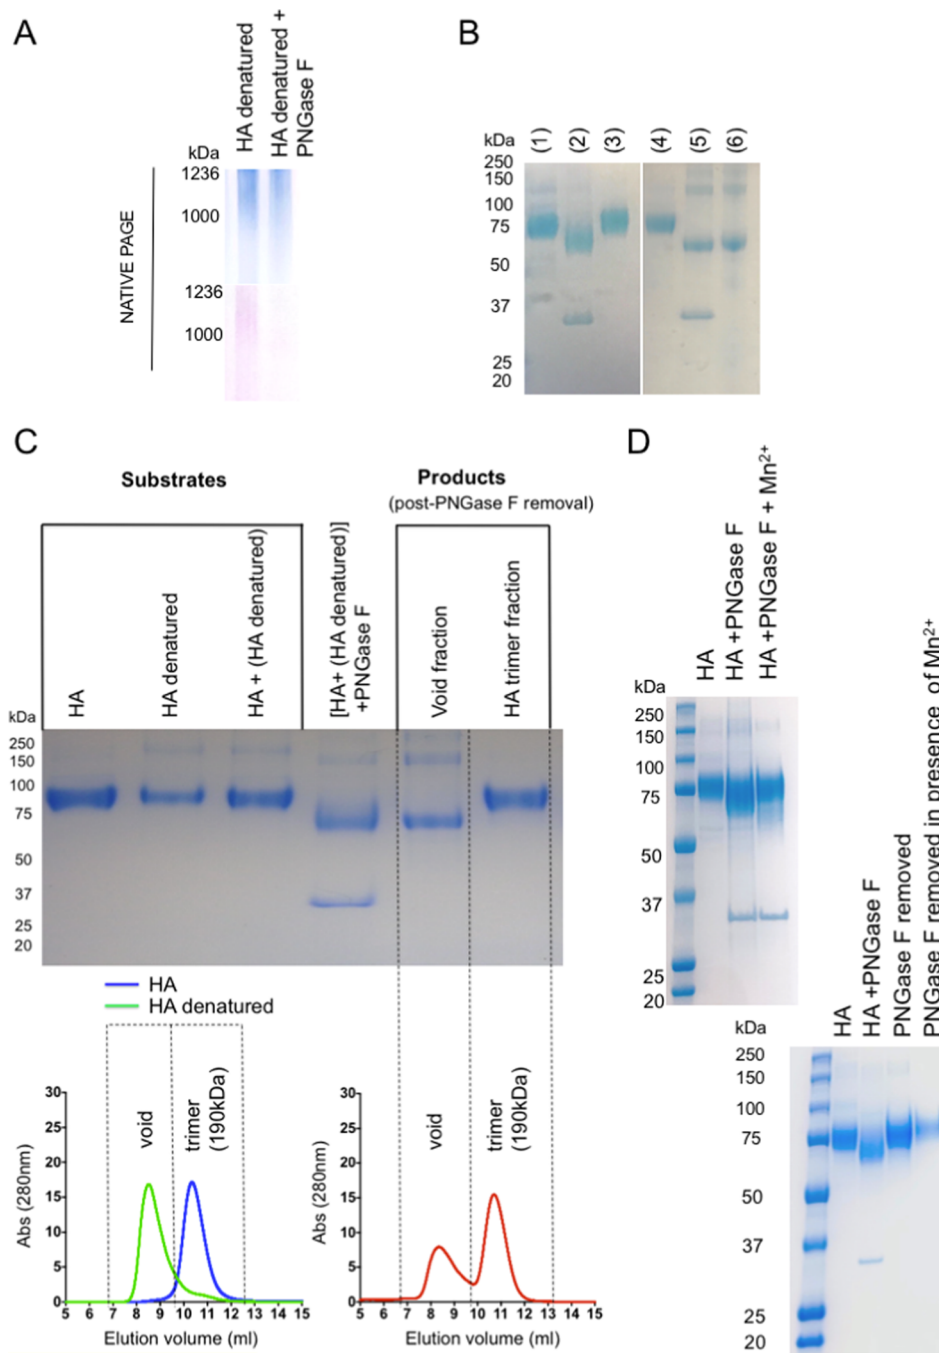 A
HA denatured
HA denatured +
PNGase F
kDa
1236
1000
1236
1000
NATIVE PAGE
B
kDa
(1) (2) (3) (4) (5) (6)
250
150
100
75
50
37
25
20
C
Substrates
Products
(post-PNGase F removal)
HA
HA denatured
HA + (HA denatured)
[HA+ (HA denatured)]
+PNGase F
Void fraction
HA trimer fraction
kDa
250
150
100
75
50
37
25
20
HA
HA denatured
void
trimer
(190kDa)
Abs (280nm)
30
25
20
15
10
5
0
5 6 7 8 9 10 11 12 13 14 15
Elution volume (ml)
void
trimer
(190kDa)
Abs (280nm)
30
25
20
15
10
5
0
5 6 7 8 9 10 11 12 13 14 15
Elution volume (ml)
D
HA
HA +PNGase F
HA +PNGase F + Mn²⁺
kDa
250
150
100
75
50
37
25
20
HA
HA +PNGase F
PNGase F removed
PNGase F removed in presence of Mn²⁺
kDa
250
150
100
75
50
37
25
20